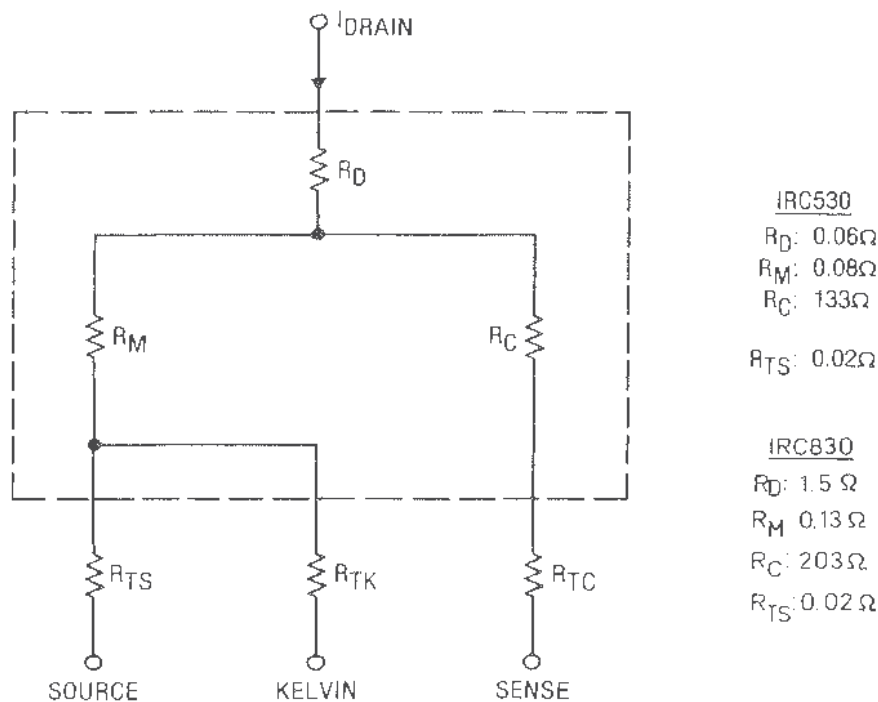 IDRAIN
RD
RM
RC
RTS
RTK
RTC
SOURCE
KELVIN
SENSE
IRC530
RD: 0.06Ω
RM: 0.08Ω
RC: 133Ω
RTS: 0.02Ω
IRC830
RD: 1.5 Ω
RM 0.13 Ω
RC: 203Ω
RTS: 0.02 Ω